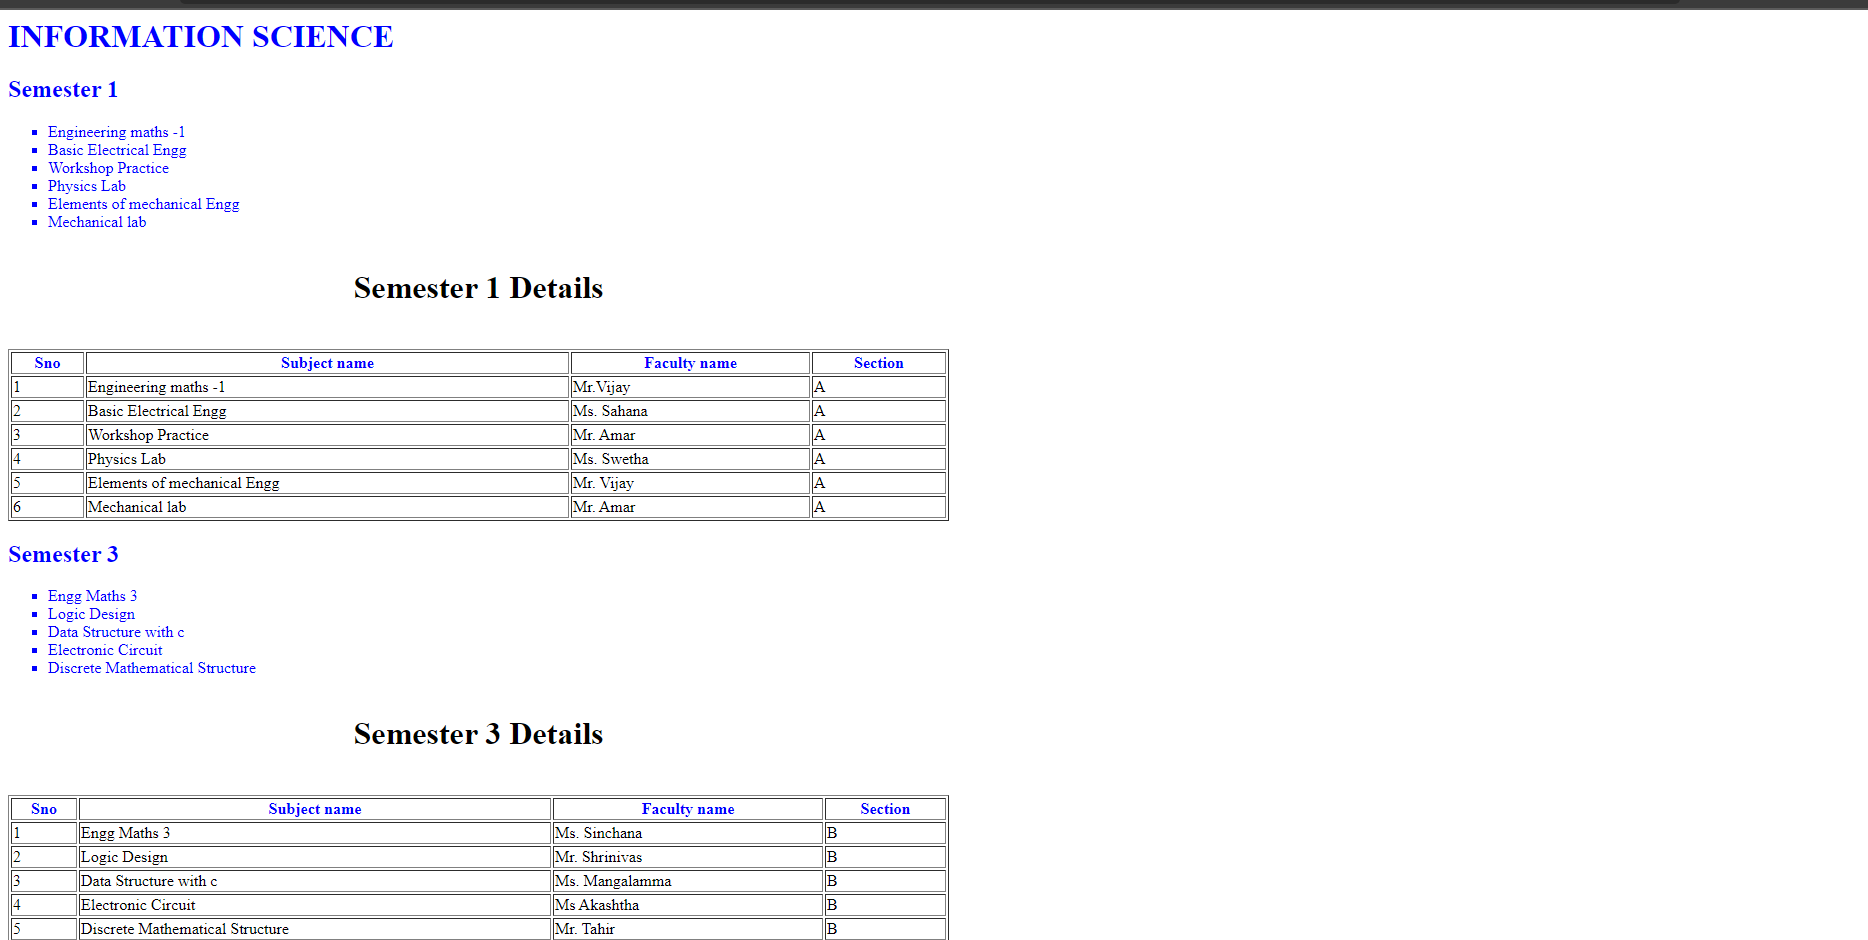 INFORMATION SCIENCE
Semester 1
Engineering maths -1
Basic Electrical Engg
Workshop Practice
Physics Lab
Elements of mechanical Engg
Mechanical lab
Semester 1 Details
Sno Subject name Faculty name Section
1 Engineering maths -1 Mr.Vijay A
2 Basic Electrical Engg Ms. Sahana A
3 Workshop Practice Mr. Amar A
4 Physics Lab Ms. Swetha A
5 Elements of mechanical Engg Mr. Vijay A
6 Mechanical lab Mr. Amar A
Semester 3
Engg Maths 3
Logic Design
Data Structure with c
Electronic Circuit
Discrete Mathematical Structure
Semester 3 Details
Sno Subject name Faculty name Section
1 Engg Maths 3 Ms. Sinchana B
2 Logic Design Mr. Shrinivas B
3 Data Structure with c Ms. Mangalamma B
4 Electronic Circuit Ms Akashtha B
5 Discrete Mathematical Structure Mr. Tahir B